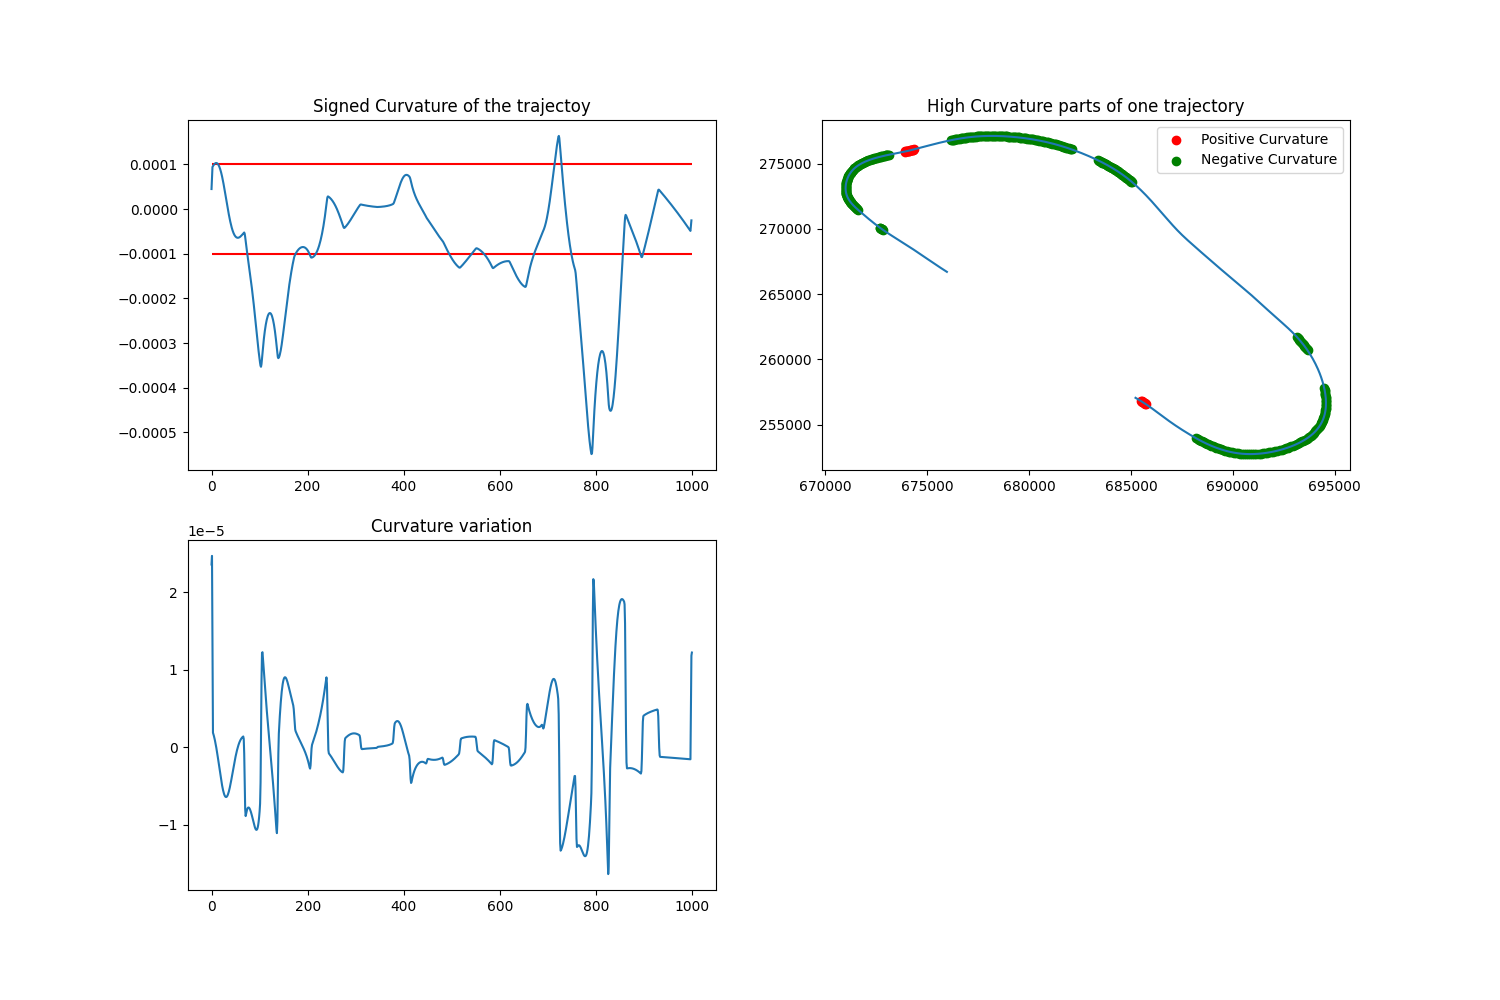 Signed Curvature of the trajectoy
0.0001
0.0000
−0.0001
−0.0002
−0.0003
−0.0004
−0.0005
0 200 400 600 800 1000
High Curvature parts of one trajectory
Positive Curvature
Negative Curvature
275000
270000
265000
260000
255000
670000 675000 680000 685000 690000 695000
Curvature variation
1e−5
2
1
0
−1
0 200 400 600 800 1000